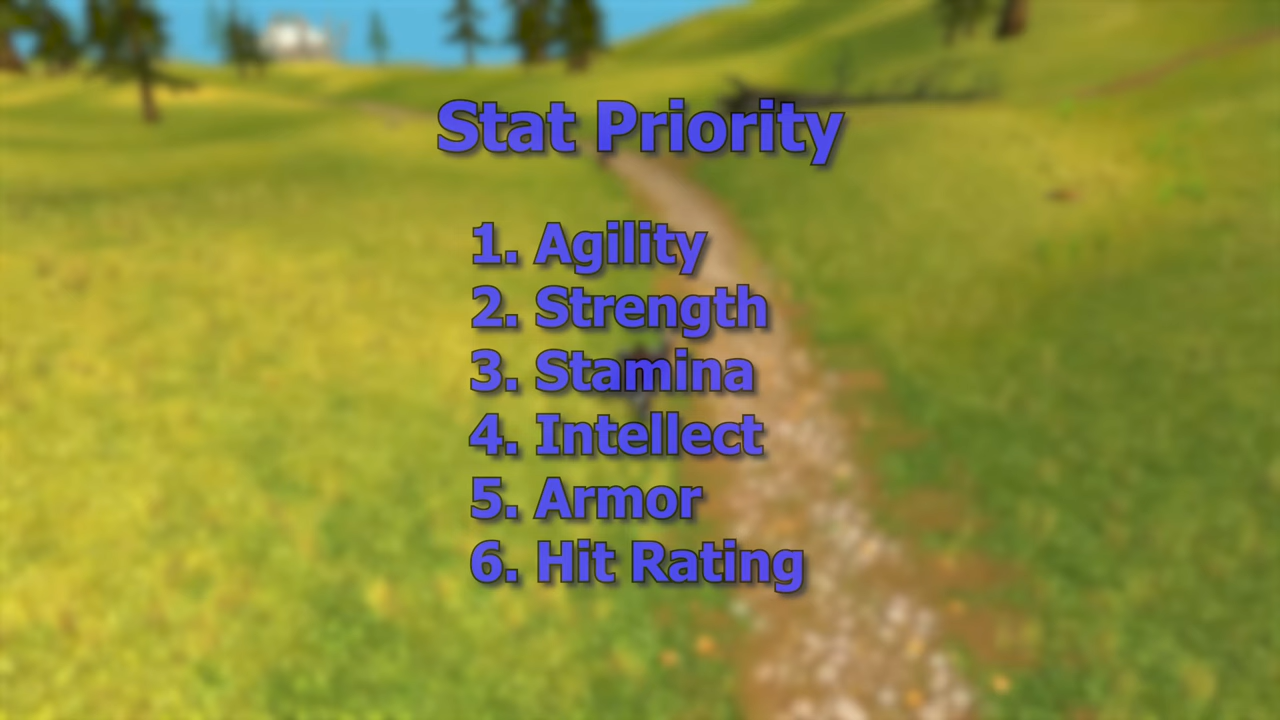 Stat Priority
1. Agility
2. Strength
3. Stamina
4. Intellect
5. Armor
6. Hit Rating